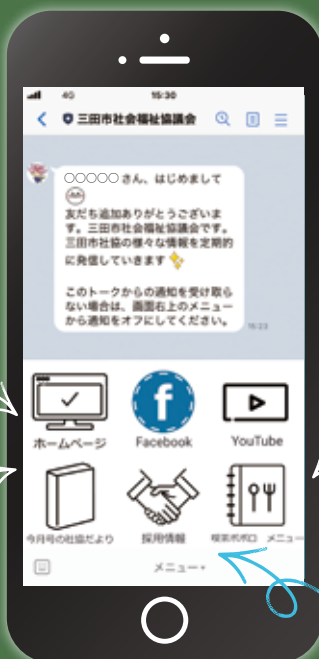 4G 15:30
三田市社会福祉協議会
○○○○○さん、はじめまして
友だち追加ありがとうございま
す。三田市社会福祉協議会です。
三田市社協の様々な情報を定期的
に発信していきます
このトークからの通知を受け取ら
ない場合は、画面右上のメニュー
から通知をオフにしてください。
15:23
ホームページ Facebook YouTube
今月号の社協だより 採用情報 喫茶ポポロ メニュー
メニュー▾